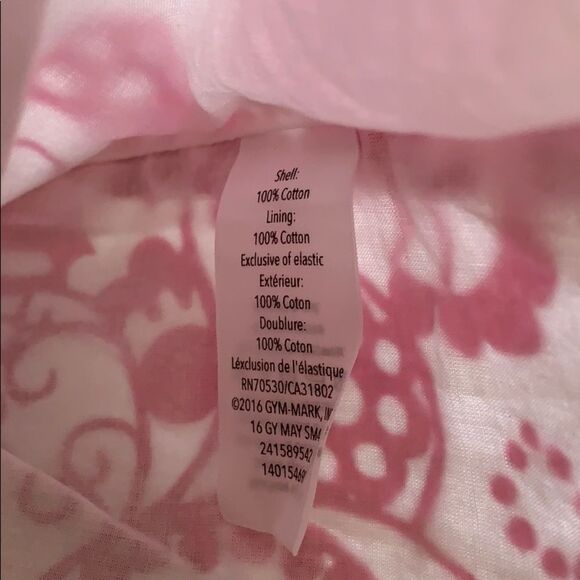 Shell:
100% Cotton
Lining:
100% Cotton
Exclusive of elastic
Extérieur:
100% Coton
Doublure:
100% Coton
Léxclusion de l'élastique
RN70530/CA31802
©2016 GYM-MARK,
16 GY MAY
241589542